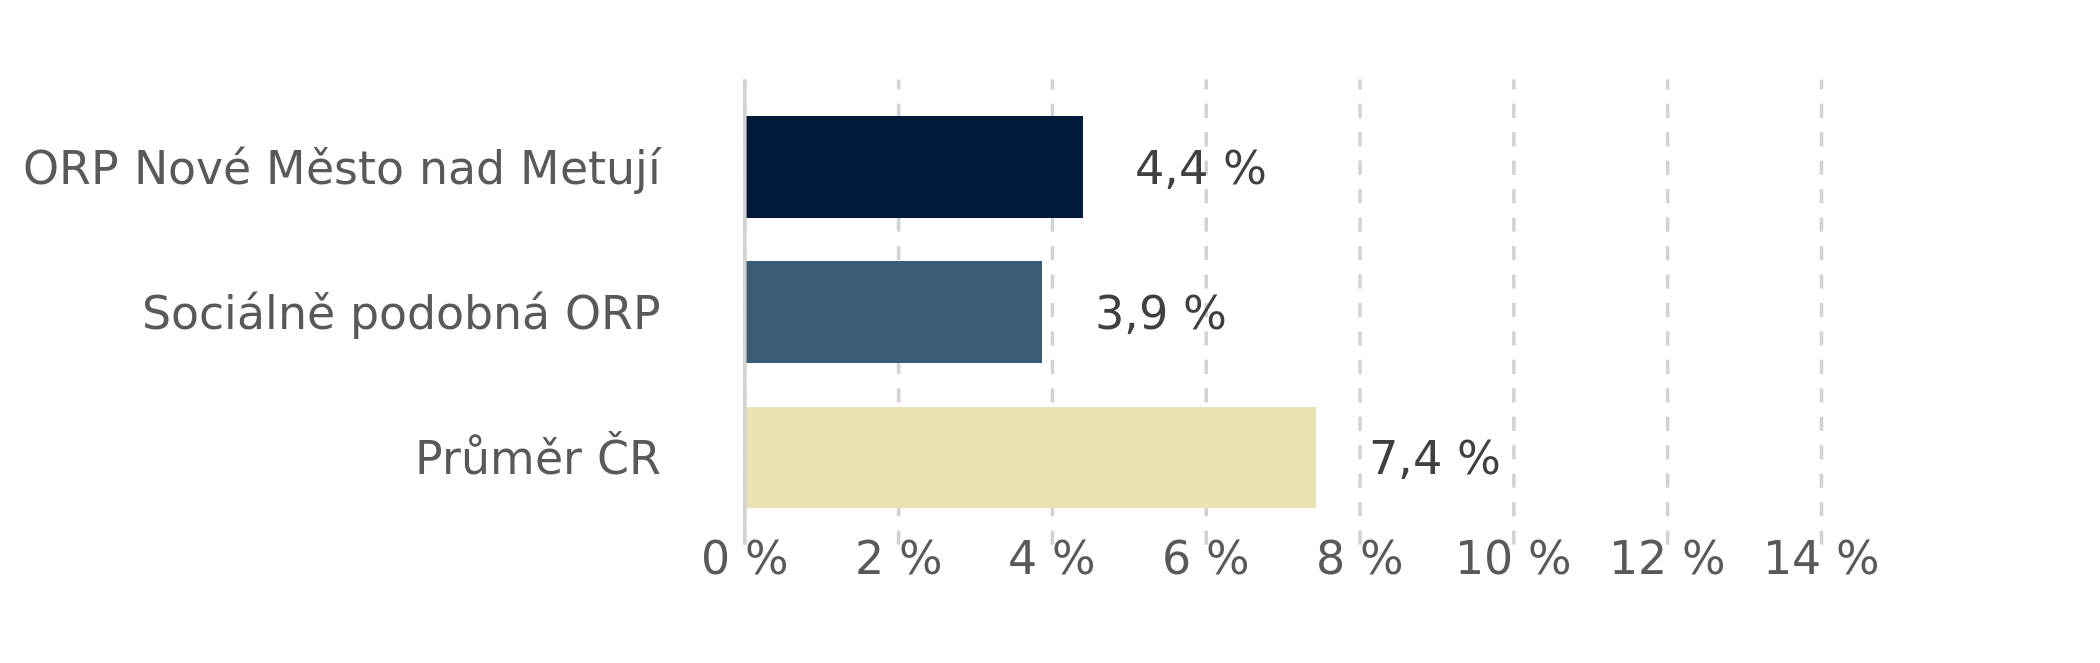 ORP Nové Město nad Metují
4,4 %
Sociálně podobná ORP
3,9 %
Průměr ČR
7,4 %
0 % 2 % 4 % 6 % 8 % 10 % 12 % 14 %